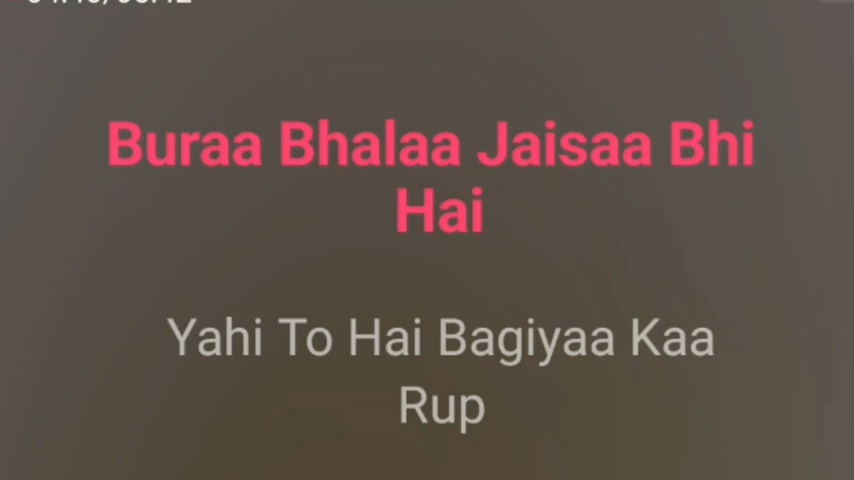 Buraa Bhalaa Jaisaa Bhi
Hai
Yahi To Hai Bagiyaa Kaa
Rup